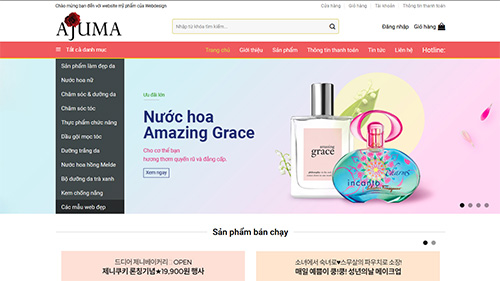 Chào mừng bạn đến với website mỹ phẩm của Webdesign
Cửa hàng Giỏ hàng Tài khoản Thông tin thanh toán
AJUMA
Nhập từ khóa tìm kiếm...
Đăng nhập Giỏ hàng
Tất cả danh mục
Trang chủ Giới thiệu Sản phẩm Thông tin thanh toán Tin tức Liên hệ Hotline:
Sản phẩm làm đẹp da
Nước hoa nữ
Chăm sóc & dưỡng da
Chăm sóc tóc
Thực phẩm chức năng
Dầu gội mọc tóc
Dưỡng trắng da
Nước hoa hồng Melde
Bộ dưỡng da trà xanh
Kem chống nắng
Các mẫu web đẹp
Ưu đãi lớn
Nước hoa
Amazing Grace
Cho cơ thể bạn
hương thơm quyến rũ và đẳng cấp.
Xem ngay
amazing
grace
incanto
charms
Sản phẩm bán chạy
드디어 제니베이커리 : OPEN
제니쿠키 론칭기념★19,900원 행사
소녀에서 숙녀로♥스무살의 파우치로 소장!
매일 예쁨이 쿵!쿵! 성년의날 메이크업